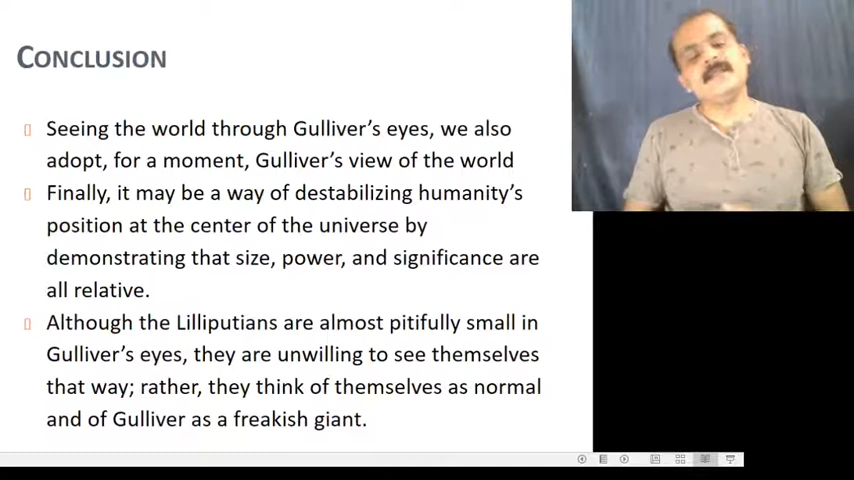 CONCLUSION
Seeing the world through Gulliver’s eyes, we also
adopt, for a moment, Gulliver’s view of the world
Finally, it may be a way of destabilizing humanity’s
position at the center of the universe by
demonstrating that size, power, and significance are
all relative.
Although the Lilliputians are almost pitifully small in
Gulliver’s eyes, they are unwilling to see themselves
that way; rather, they think of themselves as normal
and of Gulliver as a freakish giant.